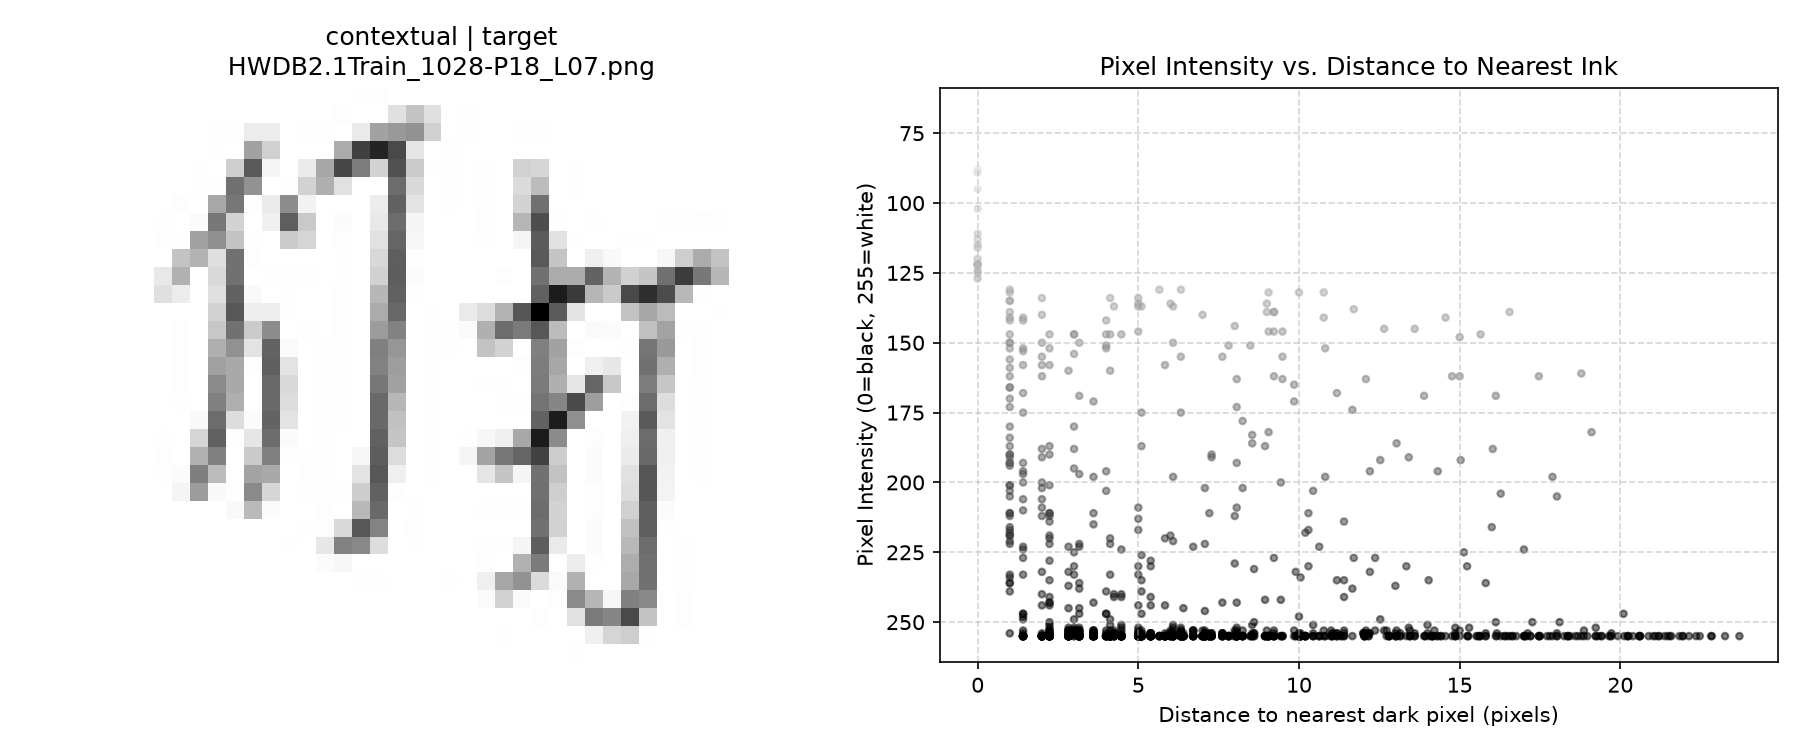 contextual | target
HWDB2.1Train_1028-P18_L07.png
们打
Pixel Intensity vs. Distance to Nearest Ink
Pixel Intensity (0=black, 255=white)
75
100
125
150
175
200
225
250
0 5 10 15 20
Distance to nearest dark pixel (pixels)